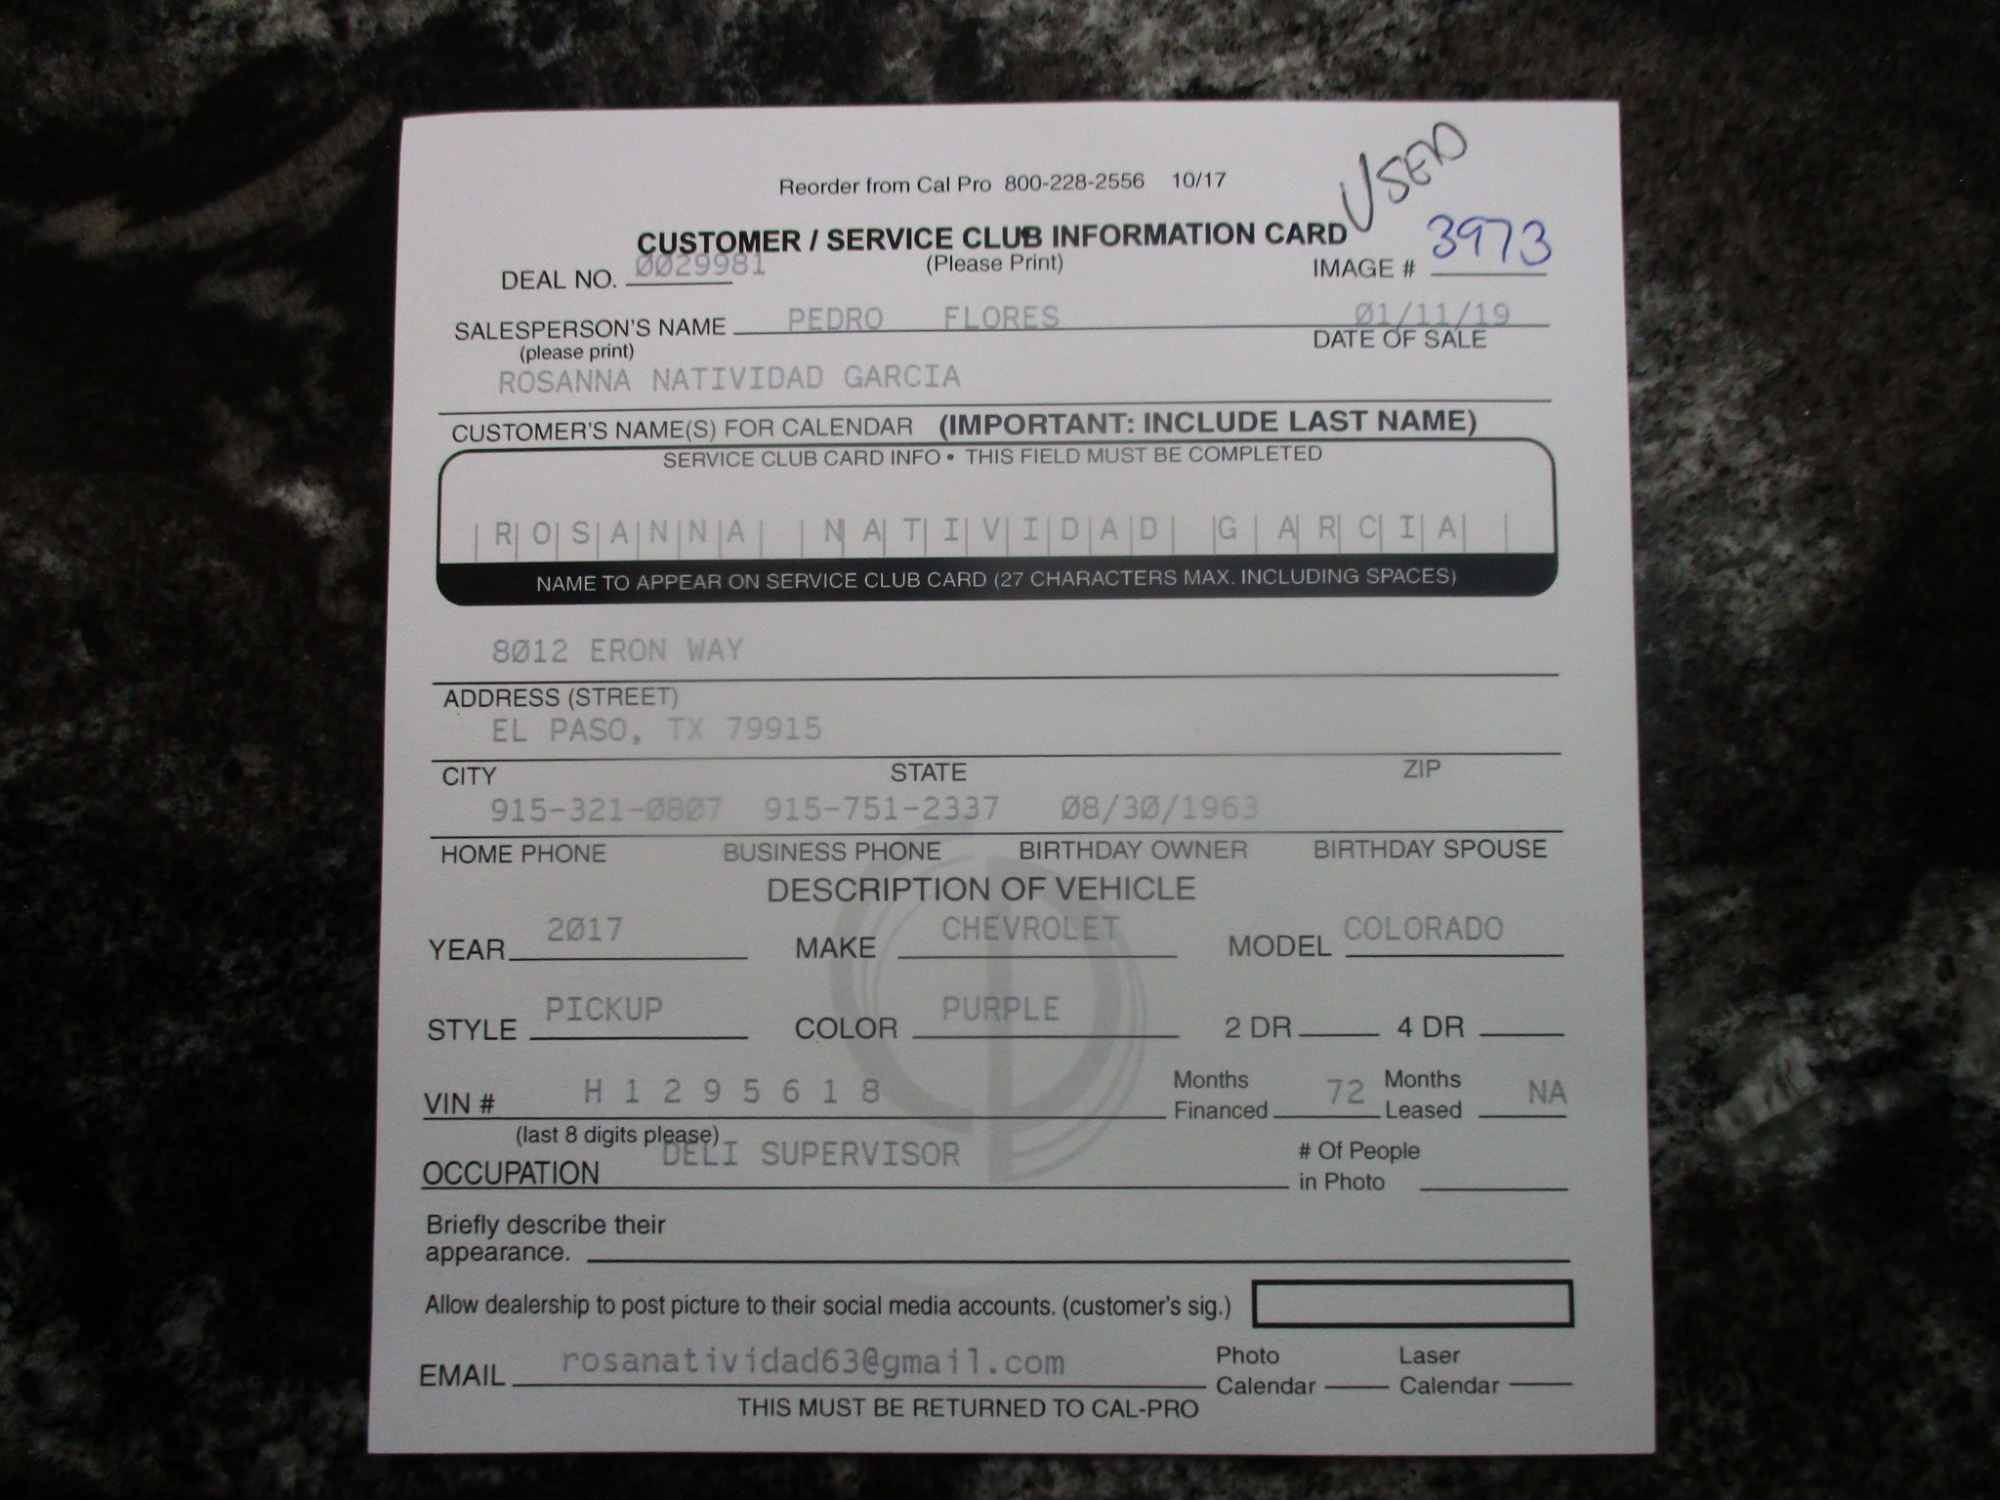 USED
Reorder from Cal Pro 800-228-2556 10/17
CUSTOMER / SERVICE CLUB INFORMATION CARD
3973
DEAL NO. 0029981 (Please Print) IMAGE #
SALESPERSON'S NAME PEDRO FLORES 01/11/19
(please print) DATE OF SALE
ROSANNA NATIVIDAD GARCIA
CUSTOMER'S NAME(S) FOR CALENDAR (IMPORTANT: INCLUDE LAST NAME)
SERVICE CLUB CARD INFO • THIS FIELD MUST BE COMPLETED
R O S A N N A N A T I V I D A D G A R C I A
NAME TO APPEAR ON SERVICE CLUB CARD (27 CHARACTERS MAX. INCLUDING SPACES)
8012 ERON WAY
ADDRESS (STREET)
EL PASO, TX 79915
CITY STATE ZIP
915-321-0807 915-751-2337 08/30/1963
HOME PHONE BUSINESS PHONE BIRTHDAY OWNER BIRTHDAY SPOUSE
DESCRIPTION OF VEHICLE
YEAR 2017 MAKE CHEVROLET MODEL COLORADO
STYLE PICKUP COLOR PURPLE 2 DR 4 DR
VIN # H 1 2 9 5 6 1 8 Months Financed 72 Months Leased NA
(last 8 digits please)
OCCUPATION DELI SUPERVISOR # Of People in Photo
Briefly describe their
appearance.
Allow dealership to post picture to their social media accounts. (customer's sig.)
EMAIL rosanatividad63@gmail.com Photo Calendar Laser Calendar
THIS MUST BE RETURNED TO CAL-PRO